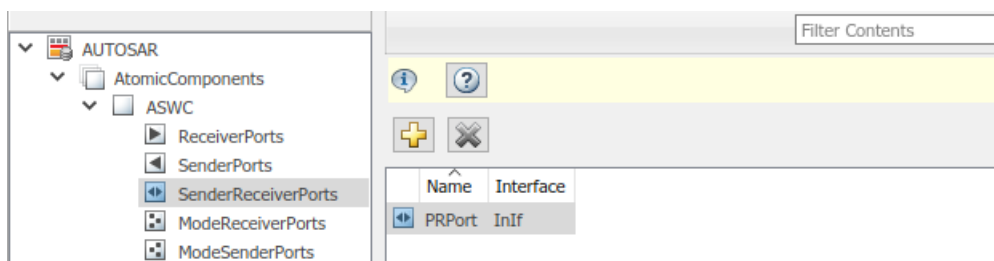 Filter Contents
AUTOSAR
AtomicComponents
ASWC
ReceiverPorts
SenderPorts
SenderReceiverPorts
ModeReceiverPorts
ModeSenderPorts
Name Interface
PRPort InIf